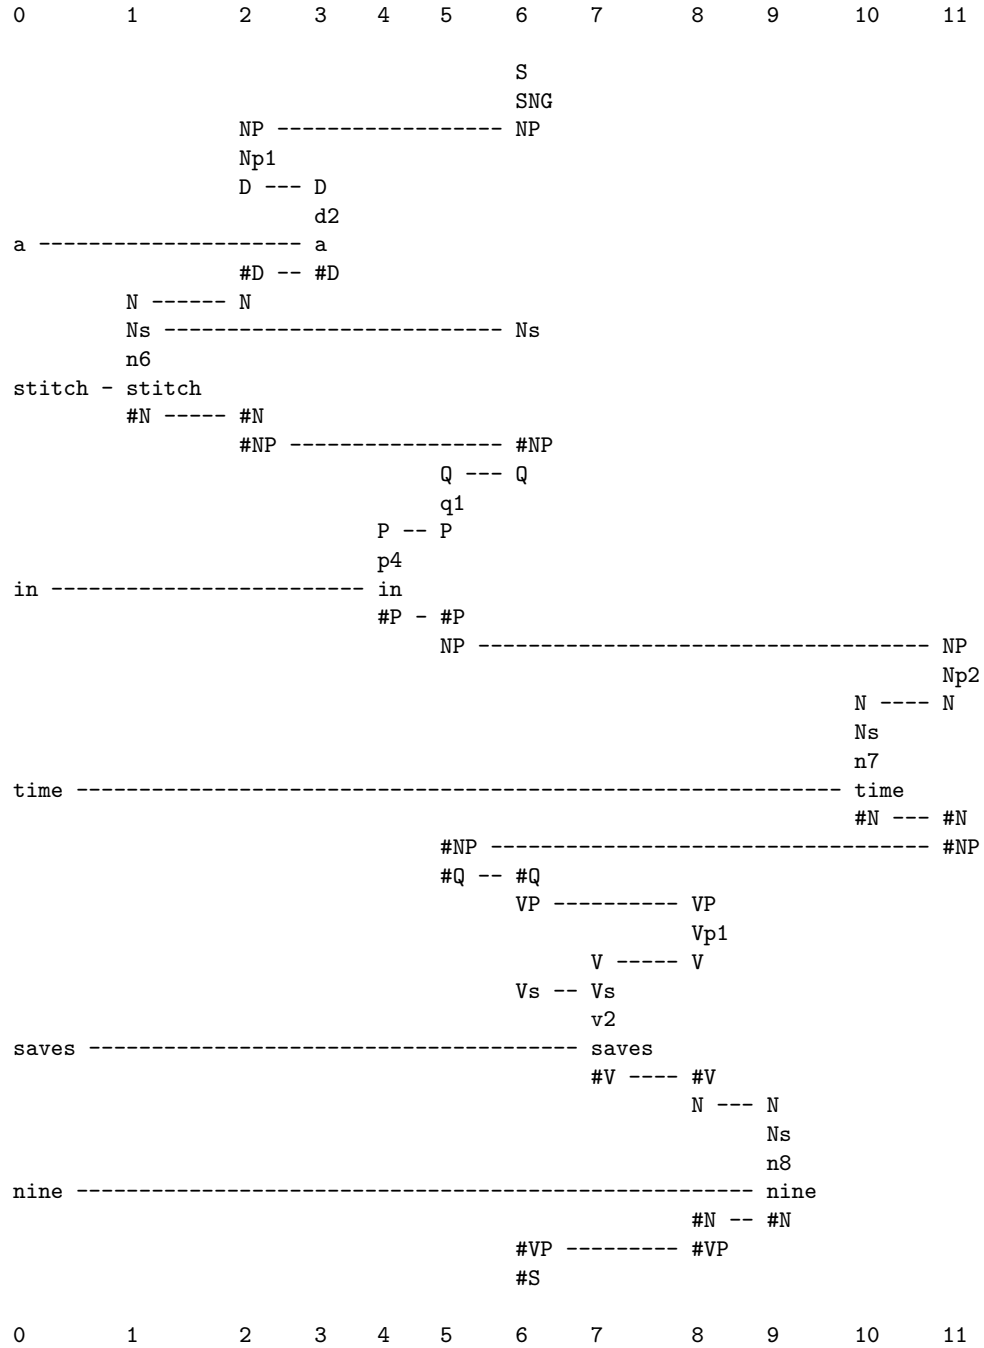 0 1 2 3 4 5 6 7 8 9 10 11
S
SNG
NP ------------------ NP
Np1
D --- D
d2
a --------------------- a
#D -- #D
N ------ N
Ns --------------------------- Ns
n6
stitch - stitch
#N ----- #N
#NP ----------------- #NP
Q --- Q
q1
P -- P
p4
in ------------------------- in
#P - #P
NP ------------------------------------ NP
Np2
N ---- N
Ns
n7
time ------------------------------------------------------------- time
#N --- #N
#NP ----------------------------------- #NP
#Q -- #Q
VP ---------- VP
Vp1
V ----- V
Vs -- Vs
v2
saves --------------------------------------- saves
#V ---- #V
N --- N
Ns
n8
nine ------------------------------------------------------ nine
#N -- #N
#VP --------- #VP
#S
0 1 2 3 4 5 6 7 8 9 10 11